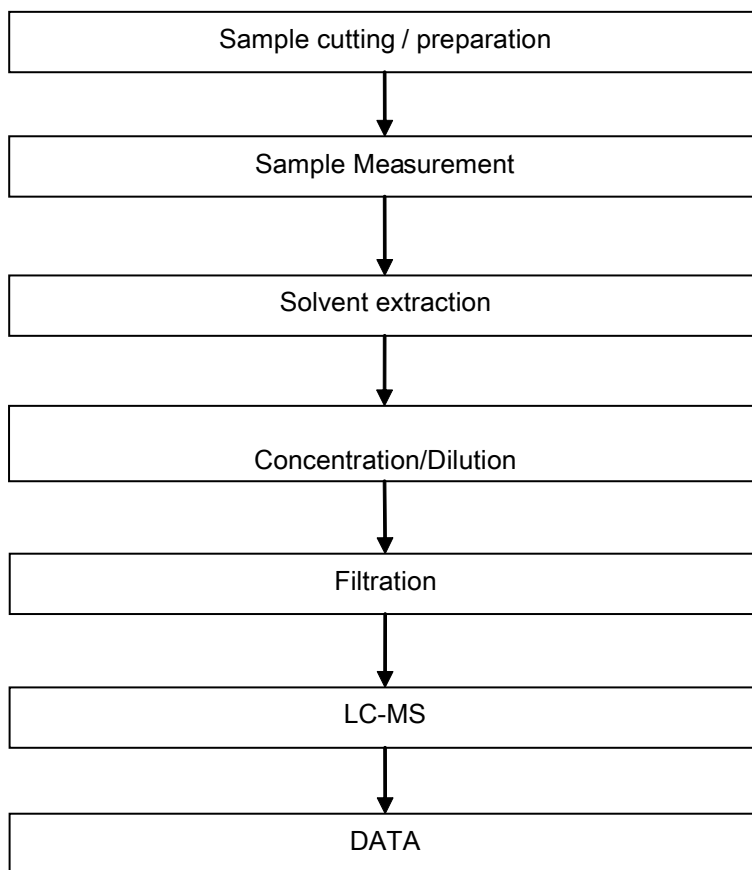 Sample cutting / preparation
Sample Measurement
Solvent extraction
Concentration/Dilution
Filtration
LC-MS
DATA